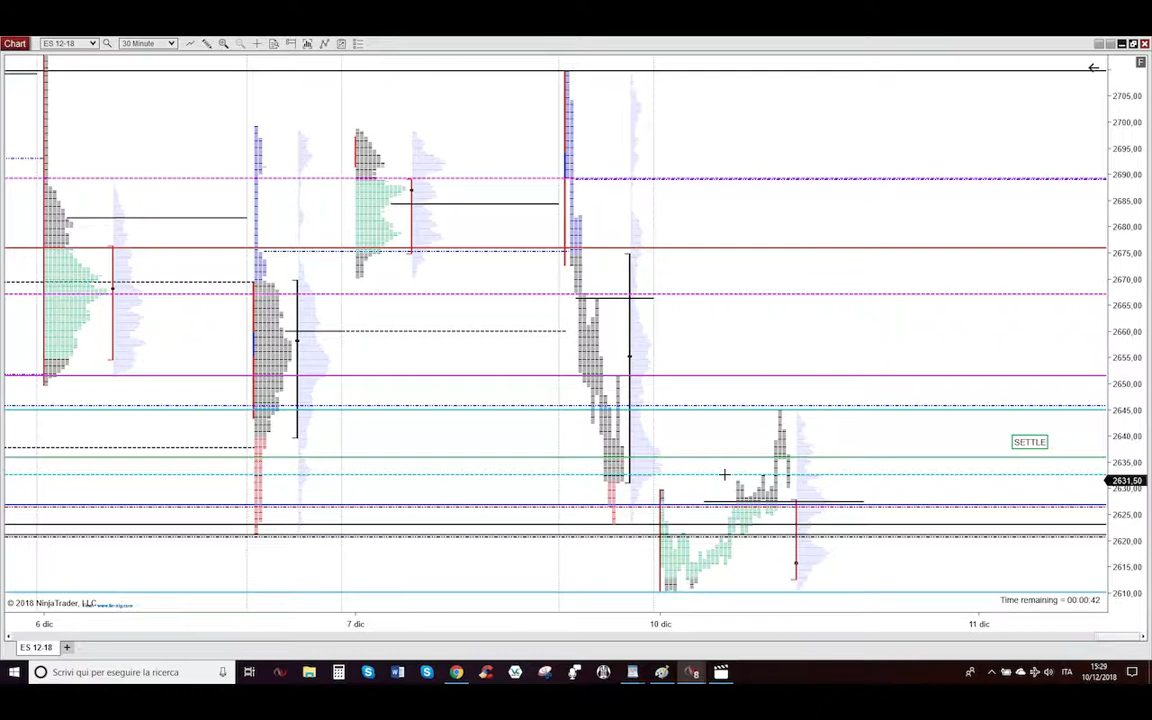 Chart ES 12-18 30 Minute
F
2705,00
2700,00
2695,00
2690,00
2685,00
2680,00
2675,00
2670,00
2665,00
2660,00
2655,00
2650,00
2645,00
2640,00
SETTLE
2635,00
2631,50
2630,00
2625,00
2620,00
2615,00
2610,00
© 2018 NinjaTrader, LLC
Time remaining = 00:00:42
6 dic 7 dic 10 dic 11 dic
ES 12-18 +
Scrivi qui per eseguire la ricerca
ITA
15:29
10/12/2018